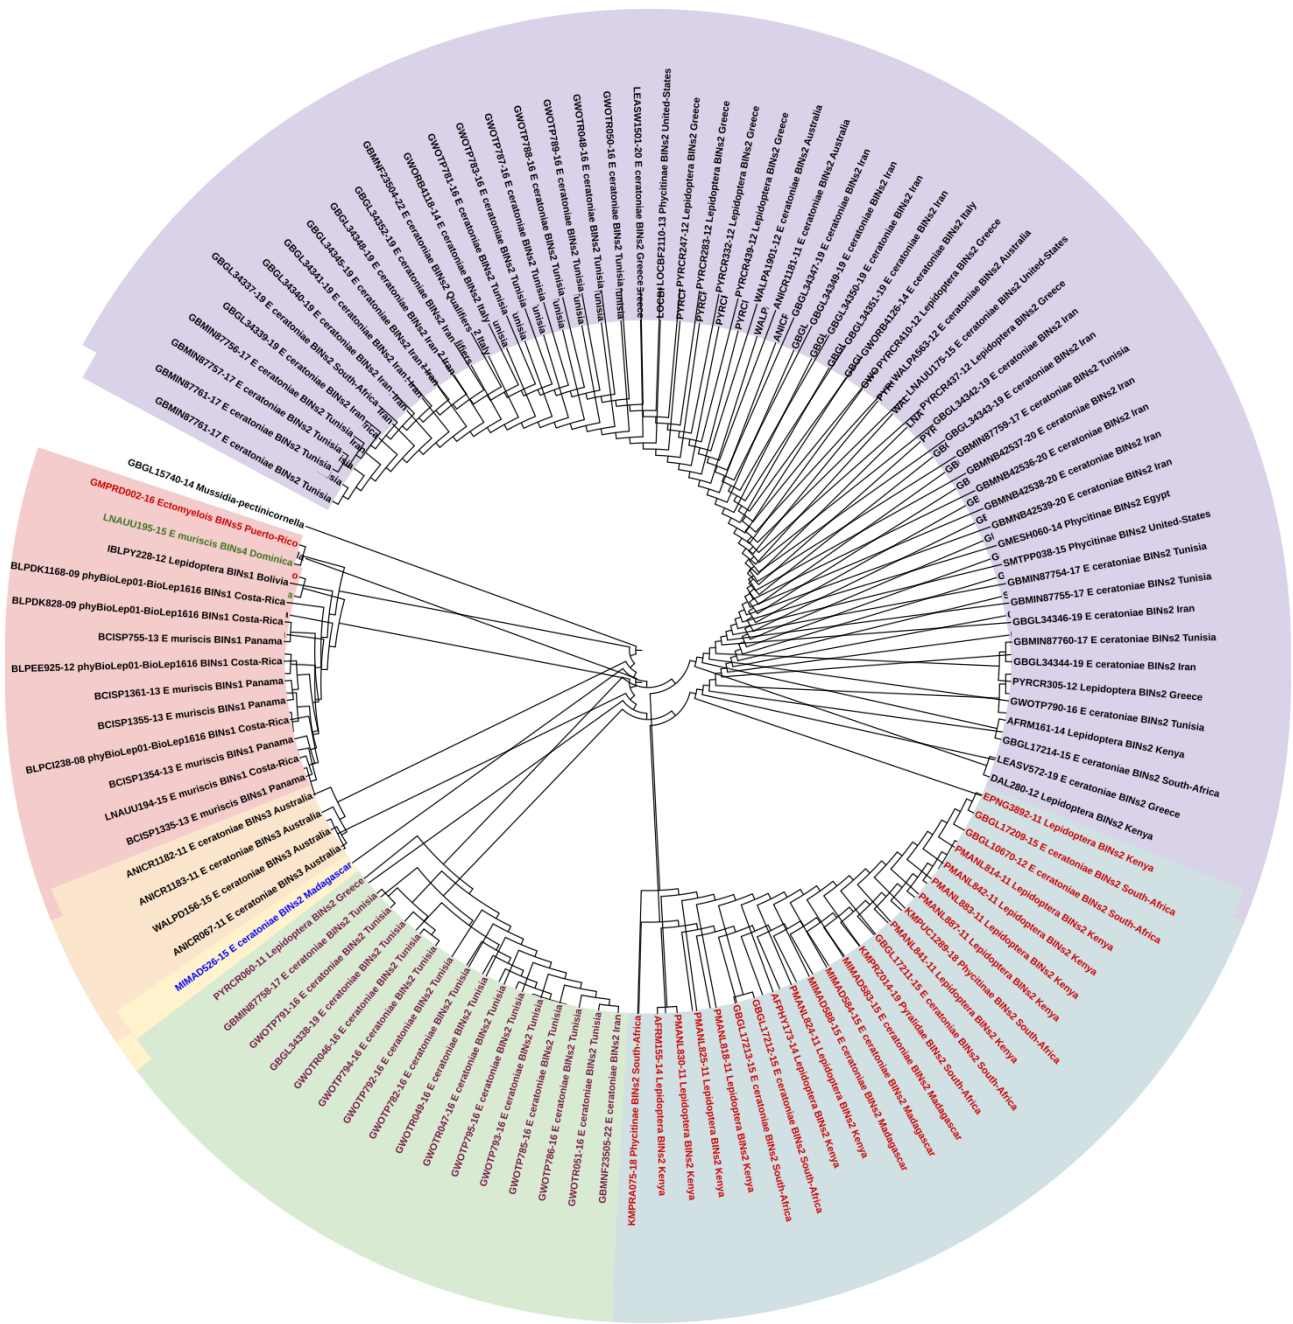 GBGL15740-14 Mussidia-pectinicornella
GMPRD002-16 Ectomyelois BINs5 Puerto-Rico
LNAUU195-15 E muriscis BINs4 Dominica
IBLPY228-12 Lepidoptera BINs1 Bolivia
BLPDK1168-09 phyBioLep01-BioLep1616 BINs1 Costa-Rica
BLPDK828-09 phyBioLep01-BioLep1616 BINs1 Costa-Rica
BCISP755-13 E muriscis BINs1 Panama
BLPEE925-12 phyBioLep01-BioLep1616 BINs1 Costa-Rica
BCISP1361-13 E muriscis BINs1 Panama
BCISP1355-13 E muriscis BINs1 Panama
BLPCI238-08 phyBioLep01-BioLep1616 BINs1 Costa-Rica
BCISP1354-13 E muriscis BINs1 Panama
LNAUU194-15 E muriscis BINs1 Costa-Rica
BCISP1335-13 E muriscis BINs1 Panama
ANICR1182-11 E ceratoniae BINs3 Australia
ANICR1183-11 E ceratoniae BINs3 Australia
WALPD156-15 E ceratoniae BINs3 Australia
ANICR067-11 E ceratoniae BINs3 Australia
MIMAD526-15 E ceratoniae BINs2 Madagascar
PYRCR060-11 Lepidoptera BINs2 Greece
GBMIN87758-17 E ceratoniae BINs2 Tunisia
GWOTP791-16 E ceratoniae BINs2 Tunisia
GBGL34338-19 E ceratoniae BINs2 Tunisia
GWOTR046-16 E ceratoniae BINs2 Tunisia
GWOTP794-16 E ceratoniae BINs2 Tunisia
GWOTP792-16 E ceratoniae BINs2 Tunisia
GWOTP782-16 E ceratoniae BINs2 Tunisia
GWOTR049-16 E ceratoniae BINs2 Tunisia
GWOTR047-16 E ceratoniae BINs2 Tunisia
GWOTP795-16 E ceratoniae BINs2 Tunisia
GWOTP793-16 E ceratoniae BINs2 Tunisia
GWOTP785-16 E ceratoniae BINs2 Tunisia
GWOTP786-16 E ceratoniae BINs2 Tunisia
GWOTR051-16 E ceratoniae BINs2 Tunisia
GBMNF23505-22 E ceratoniae BINs2 Iran
KMPRA075-18 Phycitinae BINs2 South-Africa
AFRM155-14 Lepidoptera BINs2 Kenya
PMANL830-11 Lepidoptera BINs2 Kenya
PMANL825-11 Lepidoptera BINs2 Kenya
PMANL818-11 Lepidoptera BINs2 Kenya
GBGL17213-15 E ceratoniae BINs2 South-Africa
GBGL17212-15 E ceratoniae BINs2 South-Africa
AFPHY173-14 Lepidoptera BINs2 Kenya
PMANL824-11 Lepidoptera BINs2 Kenya
MIMAD588-15 E ceratoniae BINs2 Madagascar
MIMAD584-15 E ceratoniae BINs2 Madagascar
MIMAD583-15 E ceratoniae BINs2 Madagascar
KMPRZ014-19 Pyralidae BINs2 South-Africa
GBGL17211-15 E ceratoniae BINs2 South-Africa
PMANL841-11 Lepidoptera BINs2 Kenya
KMPUC1289-18 Phycitinae BINs2 South-Africa
PMANL887-11 Lepidoptera BINs2 Kenya
PMANL883-11 Lepidoptera BINs2 Kenya
PMANL842-11 Lepidoptera BINs2 Kenya
PMANL814-11 Lepidoptera BINs2 Kenya
GBGL10670-12 E ceratoniae BINs2 South-Africa
GBGL17209-15 E ceratoniae BINs2 South-Africa
EPNG3892-11 Lepidoptera BINs2 Kenya
DAL280-12 Lepidoptera BINs2 Kenya
LEASV572-19 E ceratoniae BINs2 Greece
GBGL17214-15 E ceratoniae BINs2 South-Africa
AFRM161-14 Lepidoptera BINs2 Kenya
GWOTP790-16 E ceratoniae BINs2 Tunisia
PYRCR305-12 Lepidoptera BINs2 Greece
GBGL34344-19 E ceratoniae BINs2 Iran
GBMIN87760-17 E ceratoniae BINs2 Tunisia
GBGL34346-19 E ceratoniae BINs2 Iran
GBMIN87755-17 E ceratoniae BINs2 Tunisia
GBMIN87754-17 E ceratoniae BINs2 Tunisia
SMTPP038-15 Phycitinae BINs2 United-States
GMESH060-14 Phycitinae BINs2 Egypt
GBMNB42539-20 E ceratoniae BINs2 Iran
GBMNB42538-20 E ceratoniae BINs2 Iran
GBMNB42536-20 E ceratoniae BINs2 Iran
GBMNB42537-20 E ceratoniae BINs2 Iran
GBMIN87759-17 E ceratoniae BINs2 Tunisia
GBGL34343-19 E ceratoniae BINs2 Iran
GBGL34342-19 E ceratoniae BINs2 Iran
PYRCR437-12 Lepidoptera BINs2 Greece
LNAUU175-15 E ceratoniae BINs2 United-States
WALPA563-12 E ceratoniae BINs2 Australia
PYRCR410-12 Lepidoptera BINs2 Greece
GWORB4126-14 E ceratoniae BINs2 Italy
GBGL34351-19 E ceratoniae BINs2 Iran
GBGL34350-19 E ceratoniae BINs2 Iran
GBGL34349-19 E ceratoniae BINs2 Iran
GBGL34347-19 E ceratoniae BINs2 Iran
ANICR1181-11 E ceratoniae BINs2 Australia
WALPA1901-12 E ceratoniae BINs2 Australia
PYRCR439-12 Lepidoptera BINs2 Greece
PYRCR332-12 Lepidoptera BINs2 Greece
PYRCR283-12 Lepidoptera BINs2 Greece
PYRCR247-12 Lepidoptera BINs2 Greece
LOCBF2110-13 Phycitinae BINs2 United-States
LEASW1501-20 E ceratoniae BINs2 Greece
GWOTR050-16 E ceratoniae BINs2 Tunisia
GWOTR048-16 E ceratoniae BINs2 Tunisia
GWOTP789-16 E ceratoniae BINs2 Tunisia
GWOTP788-16 E ceratoniae BINs2 Tunisia
GWOTP787-16 E ceratoniae BINs2 Tunisia
GWOTP783-16 E ceratoniae BINs2 Tunisia
GWOTP781-16 E ceratoniae BINs2 Tunisia
GWORB4118-14 E ceratoniae BINs2 Italy
GBMNF23504-22 E ceratoniae BINs2 Qualifiers
GBGL34352-19 E ceratoniae BINs2 Iran
GBGL34348-19 E ceratoniae BINs2 Iran
GBGL34345-19 E ceratoniae BINs2 Iran
GBGL34341-19 E ceratoniae BINs2 Iran
GBGL34340-19 E ceratoniae BINs2 Iran
GBGL34337-19 E ceratoniae BINs2 South-Africa
GBGL34339-19 E ceratoniae BINs2 Iran
GBMIN87756-17 E ceratoniae BINs2 Tunisia
GBMIN87757-17 E ceratoniae BINs2 Tunisia
GBMIN87761-17 E ceratoniae BINs2 Tunisia
GBMIN87761-17 E ceratoniae BINs2 Tunisia